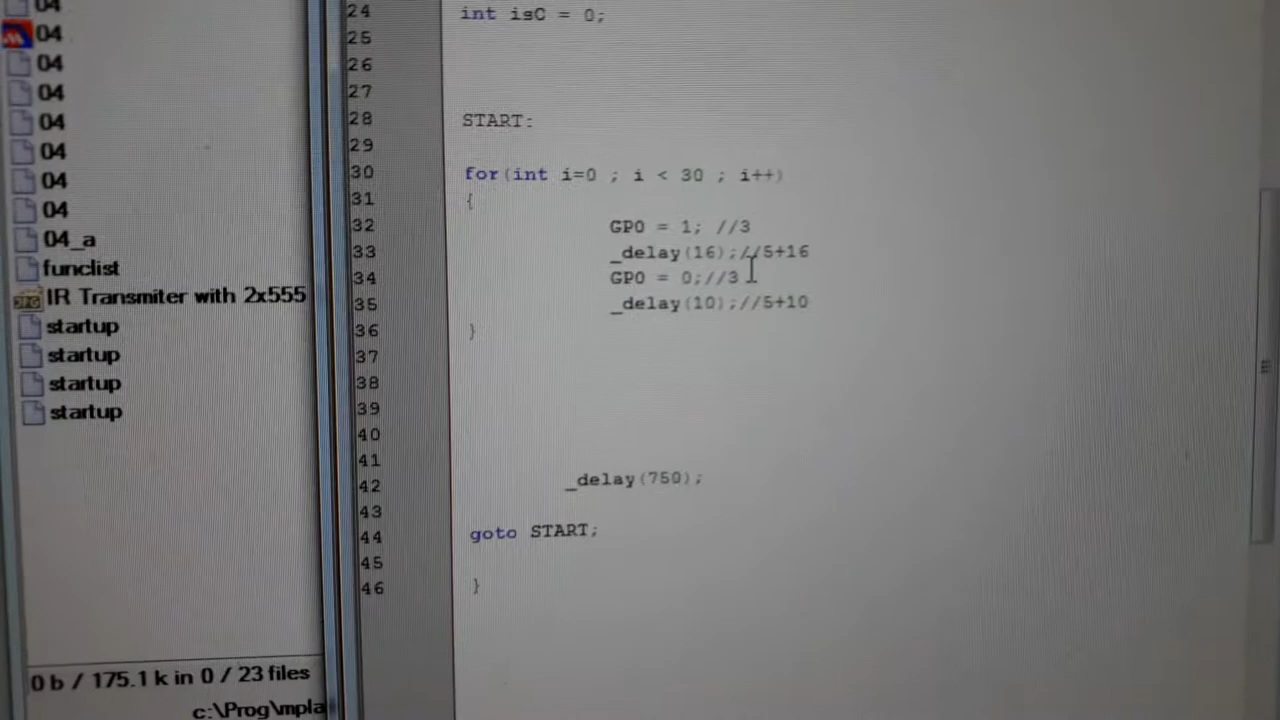 04
04
04
04
04
04
04
04
04_a
funclist
IR Transmiter with 2x555
startup
startup
startup
startup
0 b / 175.1 k in 0 / 23 files
c:\Prog\mpla
24 int isC = 0;
25
26
27
28 START:
29
30 for(int i=0 ; i < 30 ; i++)
31 {
32 GP0 = 1; //3
33 _delay(16);//5+16
34 GP0 = 0;//3
35 _delay(10);//5+10
36 }
37
38
39
40
41
42 _delay(750);
43
44 goto START;
45
46 }